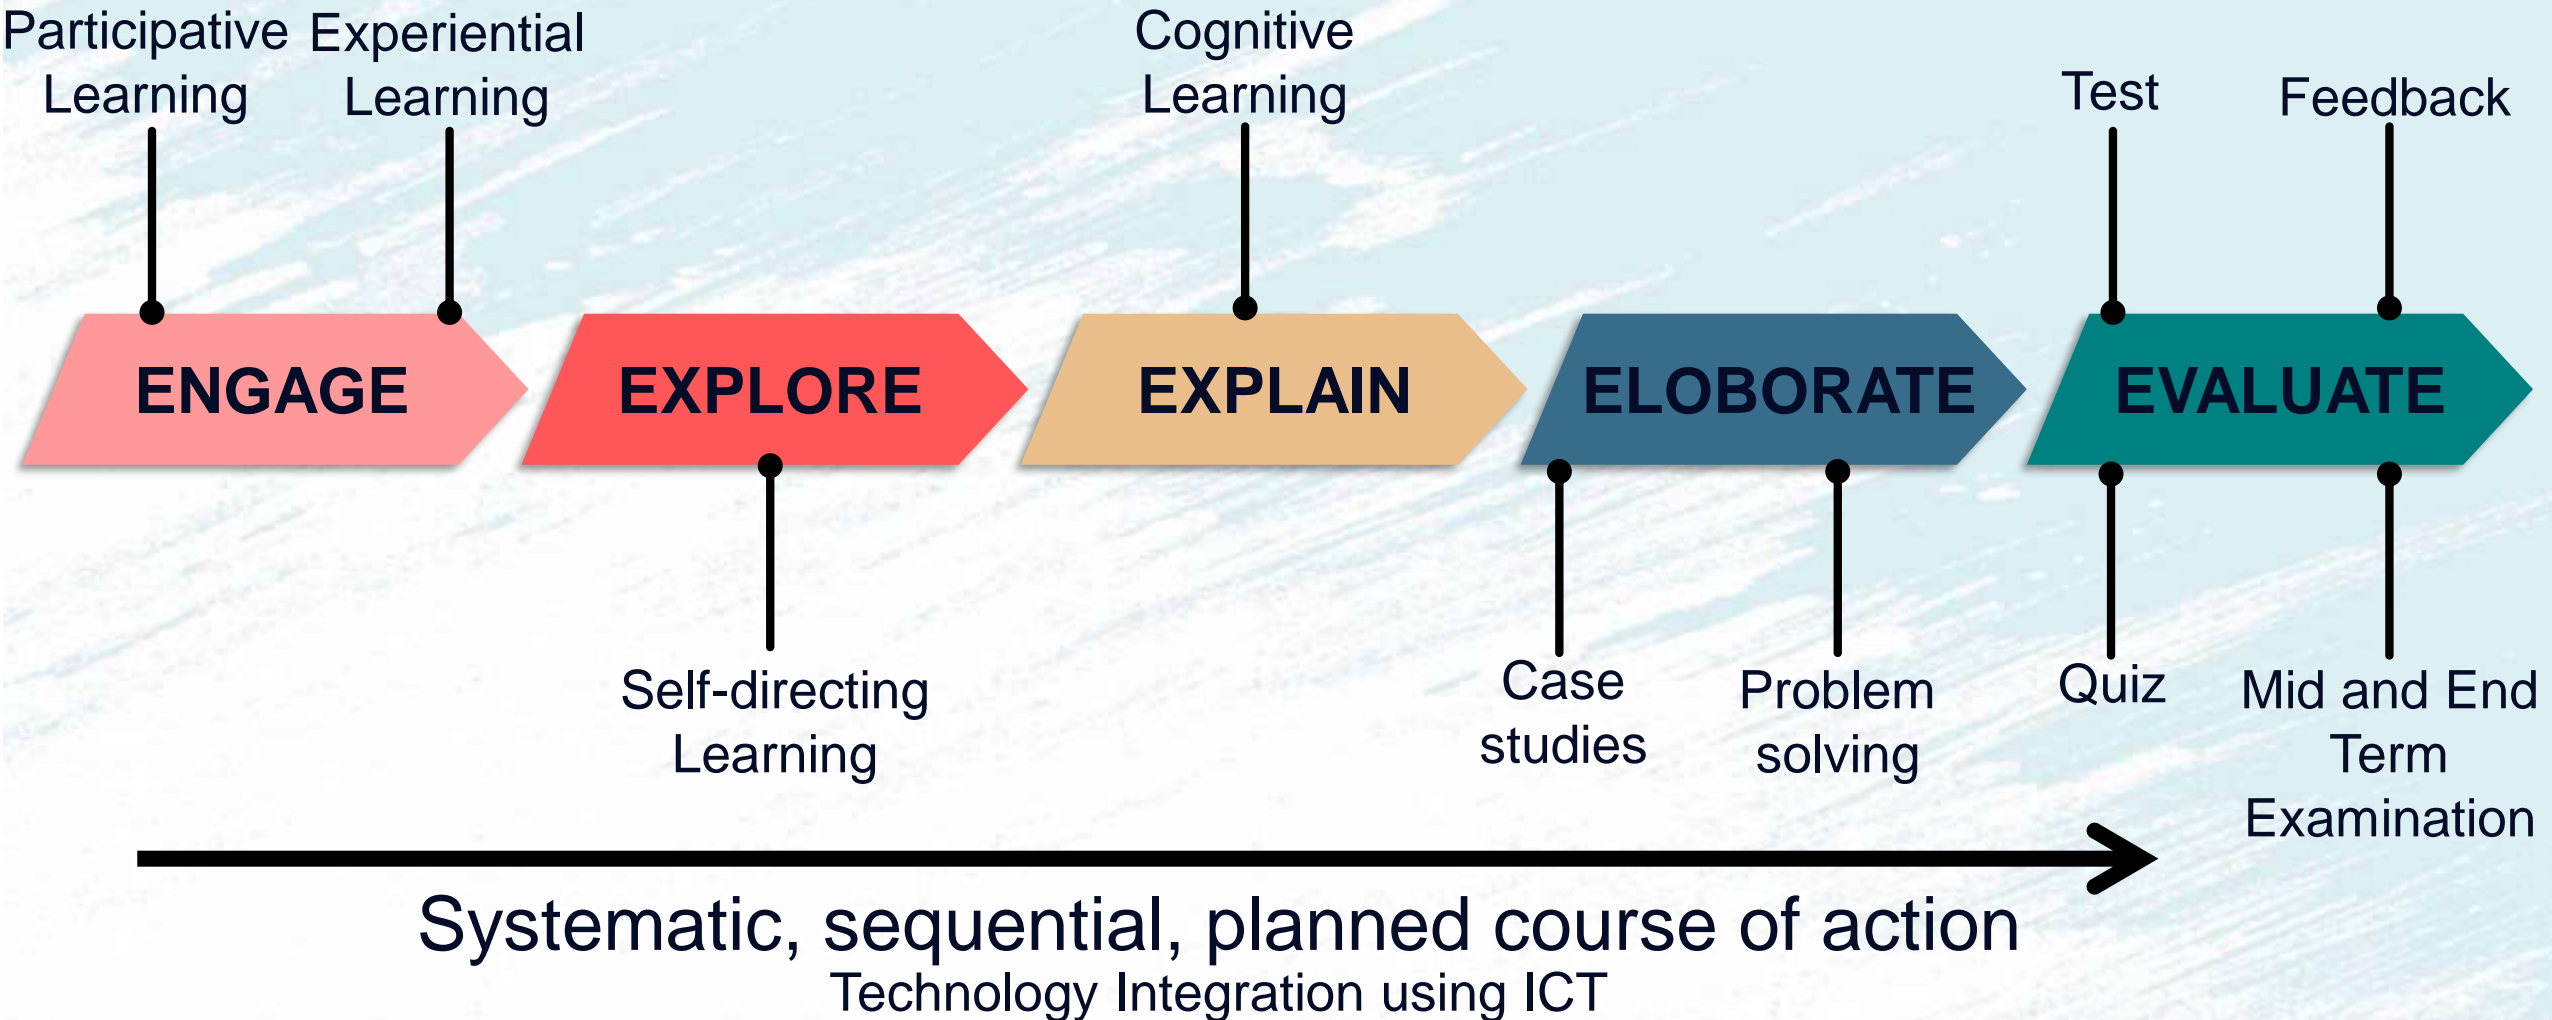 Participative
Learning
Experiential
Learning
Cognitive
Learning
Test
Feedback
ENGAGE
EXPLORE
EXPLAIN
ELOBORATE
EVALUATE
Self-directing
Learning
Case
studies
Problem
solving
Quiz
Mid and End
Term
Examination
Systematic, sequential, planned course of action
Technology Integration using ICT